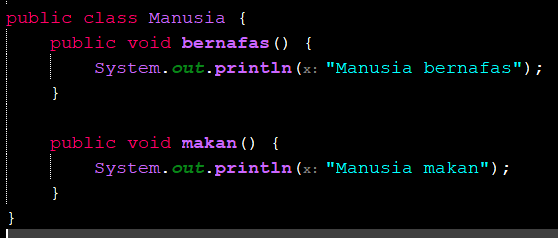 public class Manusia {
public void bernafas() {
System.out.println(x: "Manusia bernafas");
}
public void makan() {
System.out.println(x: "Manusia makan");
}
}